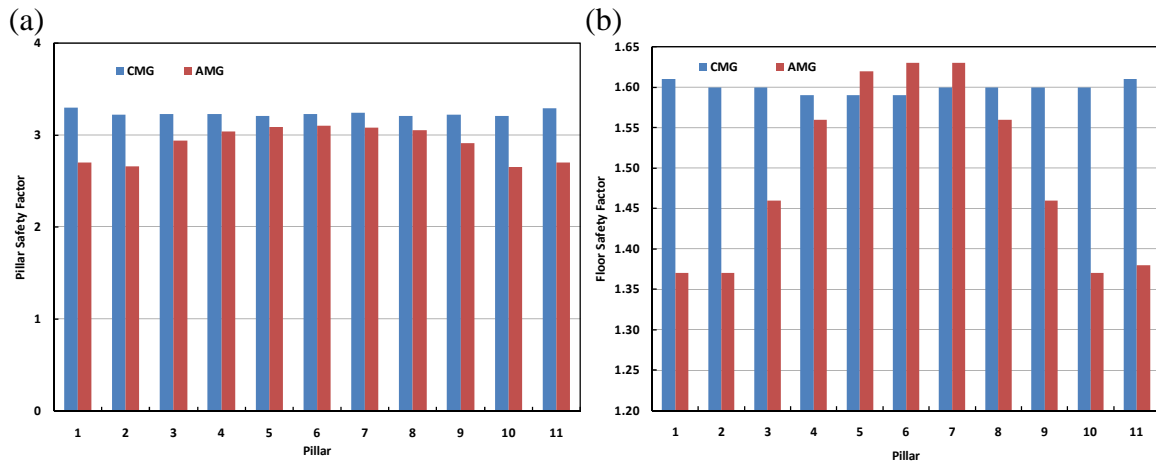 (a)
4
3
2
1
0
Pillar Safety Factor
CMG AMG
1 2 3 4 5 6 7 8 9 10 11
Pillar
(b)
1.65
1.60
1.55
1.50
1.45
1.40
1.35
1.30
1.25
1.20
Floor Safety Factor
CMG AMG
1 2 3 4 5 6 7 8 9 10 11
Pillar